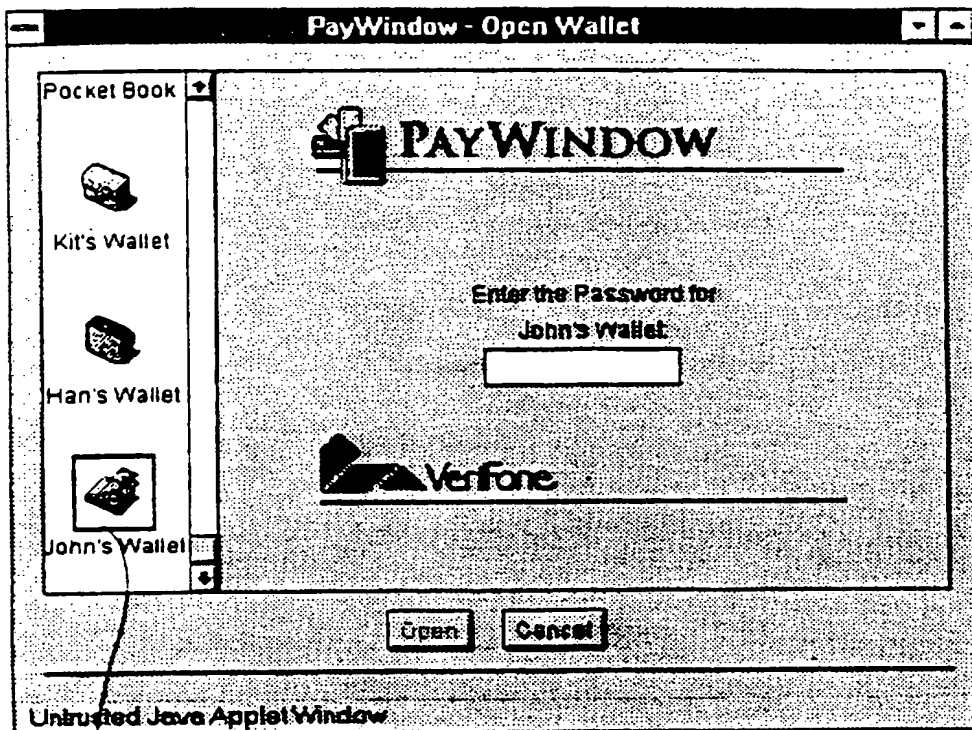 PayWindow - Open Wallet
Pocket Book
Kit's Wallet
Han's Wallet
John's Wallet
PAYWINDOW
Enter the Password for
John's Wallet:
VeriFone
Open
Cancel
Untrusted Java Applet Window